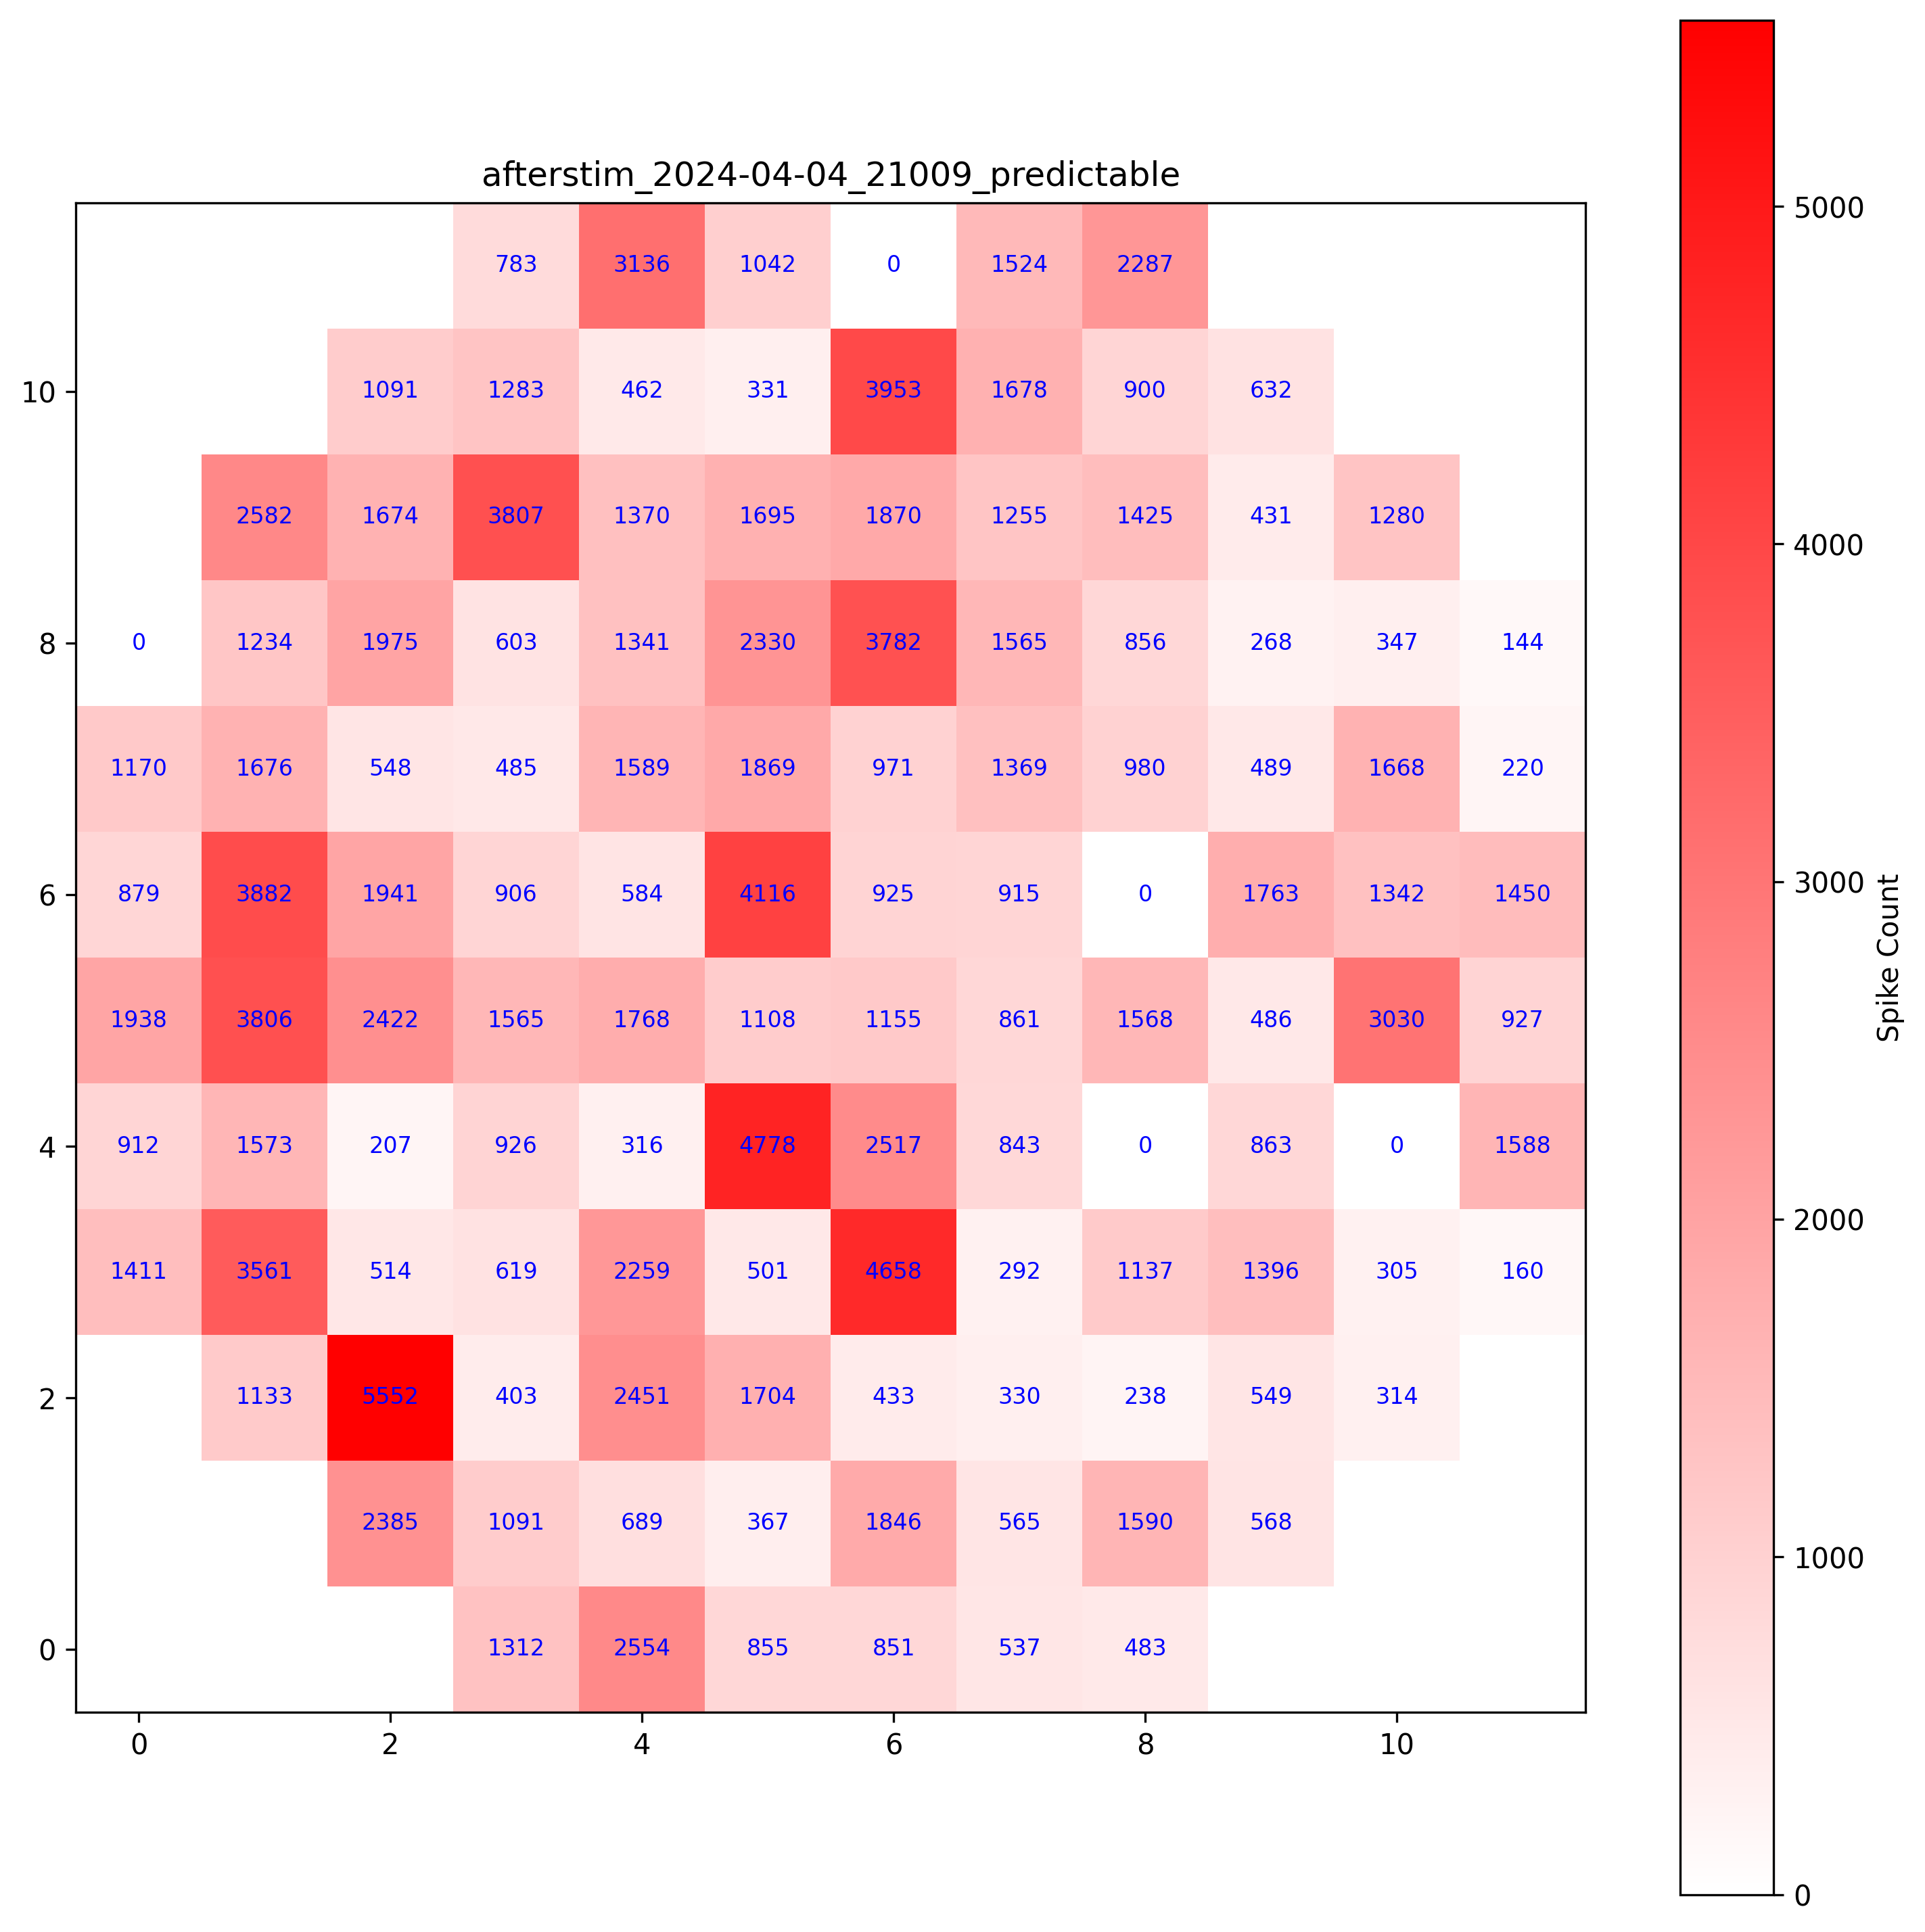 afterstim_2024-04-04_21009_predictable
783 3136 1042 0 1524 2287
10 1091 1283 462 331 3953 1678 900 632
2582 1674 3807 1370 1695 1870 1255 1425 431 1280
8 0 1234 1975 603 1341 2330 3782 1565 856 268 347 144
1170 1676 548 485 1589 1869 971 1369 980 489 1668 220
6 879 3882 1941 906 584 4116 925 915 0 1763 1342 1450
1938 3806 2422 1565 1768 1108 1155 861 1568 486 3030 927
4 912 1573 207 926 316 4778 2517 843 0 863 0 1588
1411 3561 514 619 2259 501 4658 292 1137 1396 305 160
2 1133 5552 403 2451 1704 433 330 238 549 314
2385 1091 689 367 1846 565 1590 568
0 1312 2554 855 851 537 483
0 2 4 6 8 10
5000
4000
3000
2000
1000
0
Spike Count